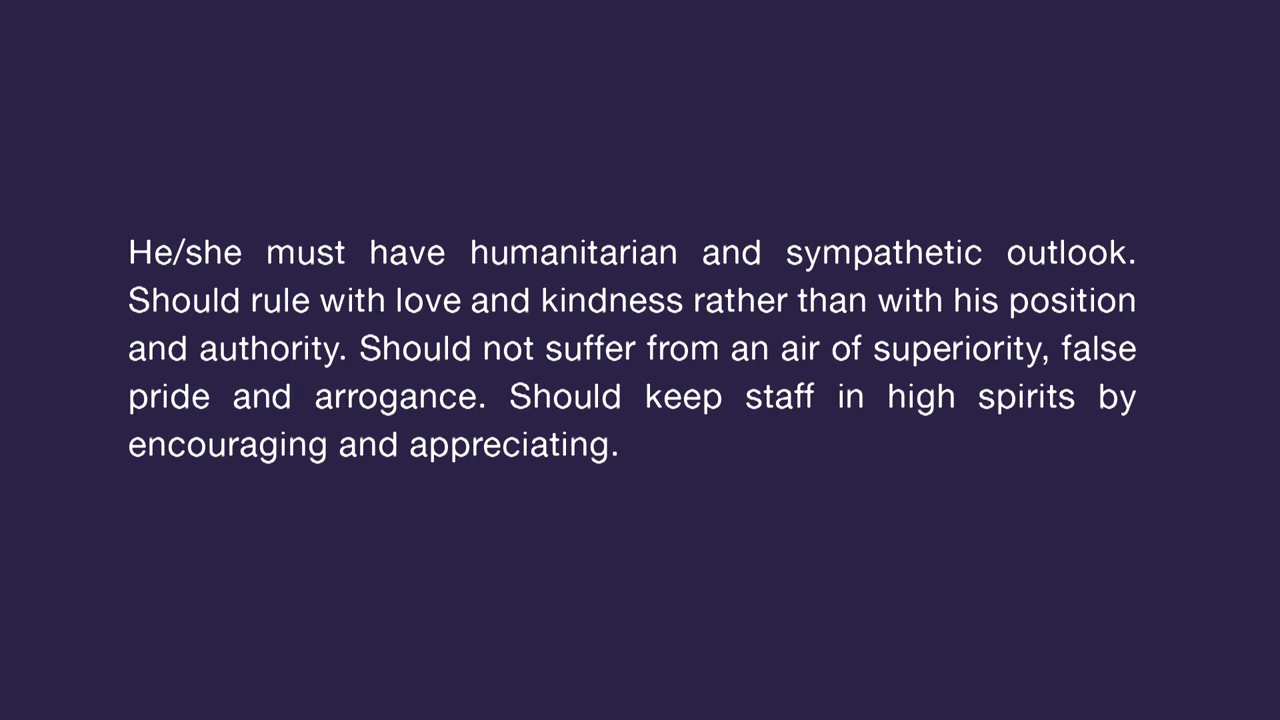 He/she must have humanitarian and sympathetic outlook.
Should rule with love and kindness rather than with his position
and authority. Should not suffer from an air of superiority, false
pride and arrogance. Should keep staff in high spirits by
encouraging and appreciating.